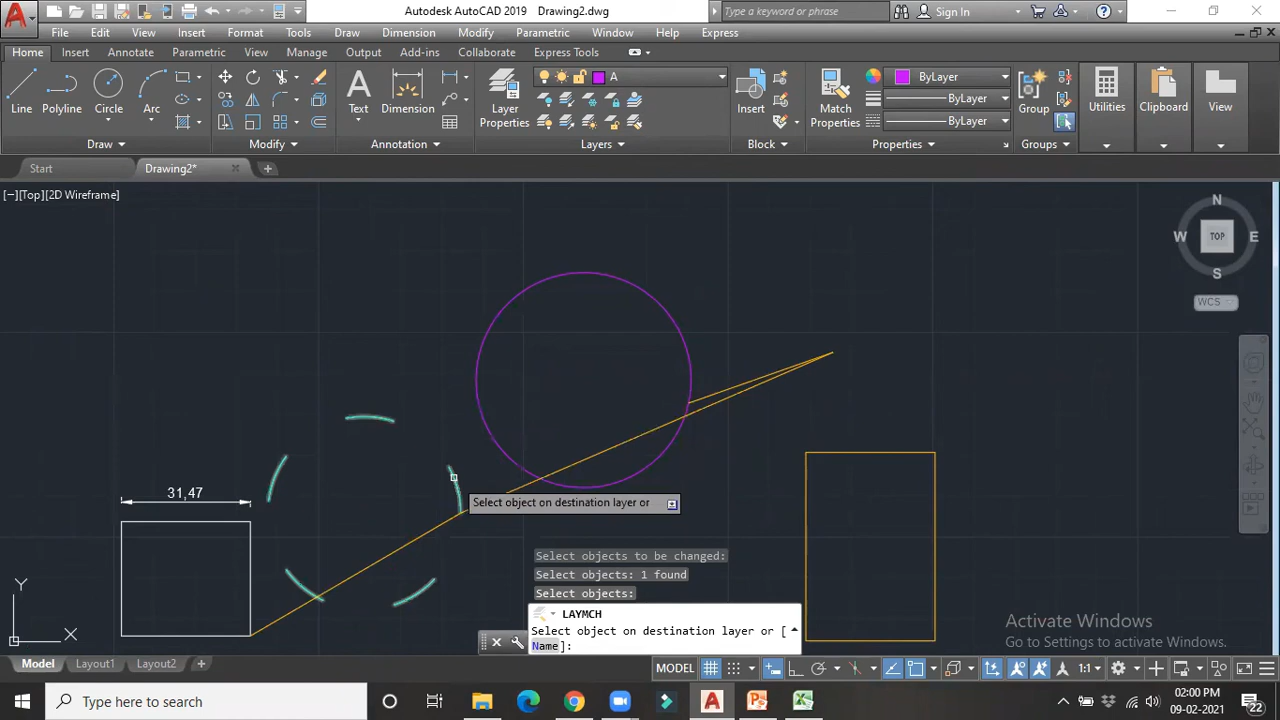 Autodesk AutoCAD 2019 Drawing2.dwg
Type a keyword or phrase
Sign In
File Edit View Insert Format Tools Draw Dimension Modify Parametric Window Help Express
Home Insert Annotate Parametric View Manage Output Add-ins Collaborate Express Tools
A
ByLayer
ByLayer
ByLayer
Line Polyline Circle Arc
Text Dimension
Layer Properties
Insert
Match Properties
Group
Utilities
Clipboard
View
Draw Modify Annotation Layers Block Properties Groups
Start
Drawing2*
[−][Top][2D Wireframe]
N
W TOP E
S
WCS
31,47
Select object on destination layer or
Select objects to be changed:
Select objects: 1 found
Select objects:
LAYMCH
Select object on destination layer or [
Name]:
Y
X
Activate Windows
Go to Settings to activate Windows.
Model Layout1 Layout2
MODEL
1:1
Type here to search
02:00 PM
09-02-2021
22